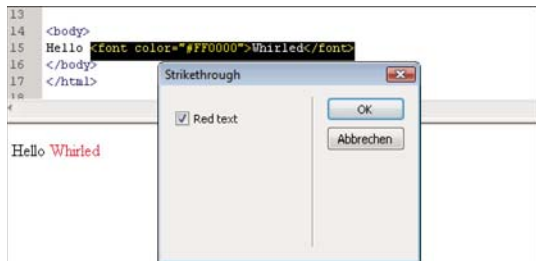 13
14 <body>
15 Hello <font color="#FF0000">Whirled</font>
16 </body>
17 </html>
18
Strikethrough
Red text
OK
Abbrechen
Hello Whirled